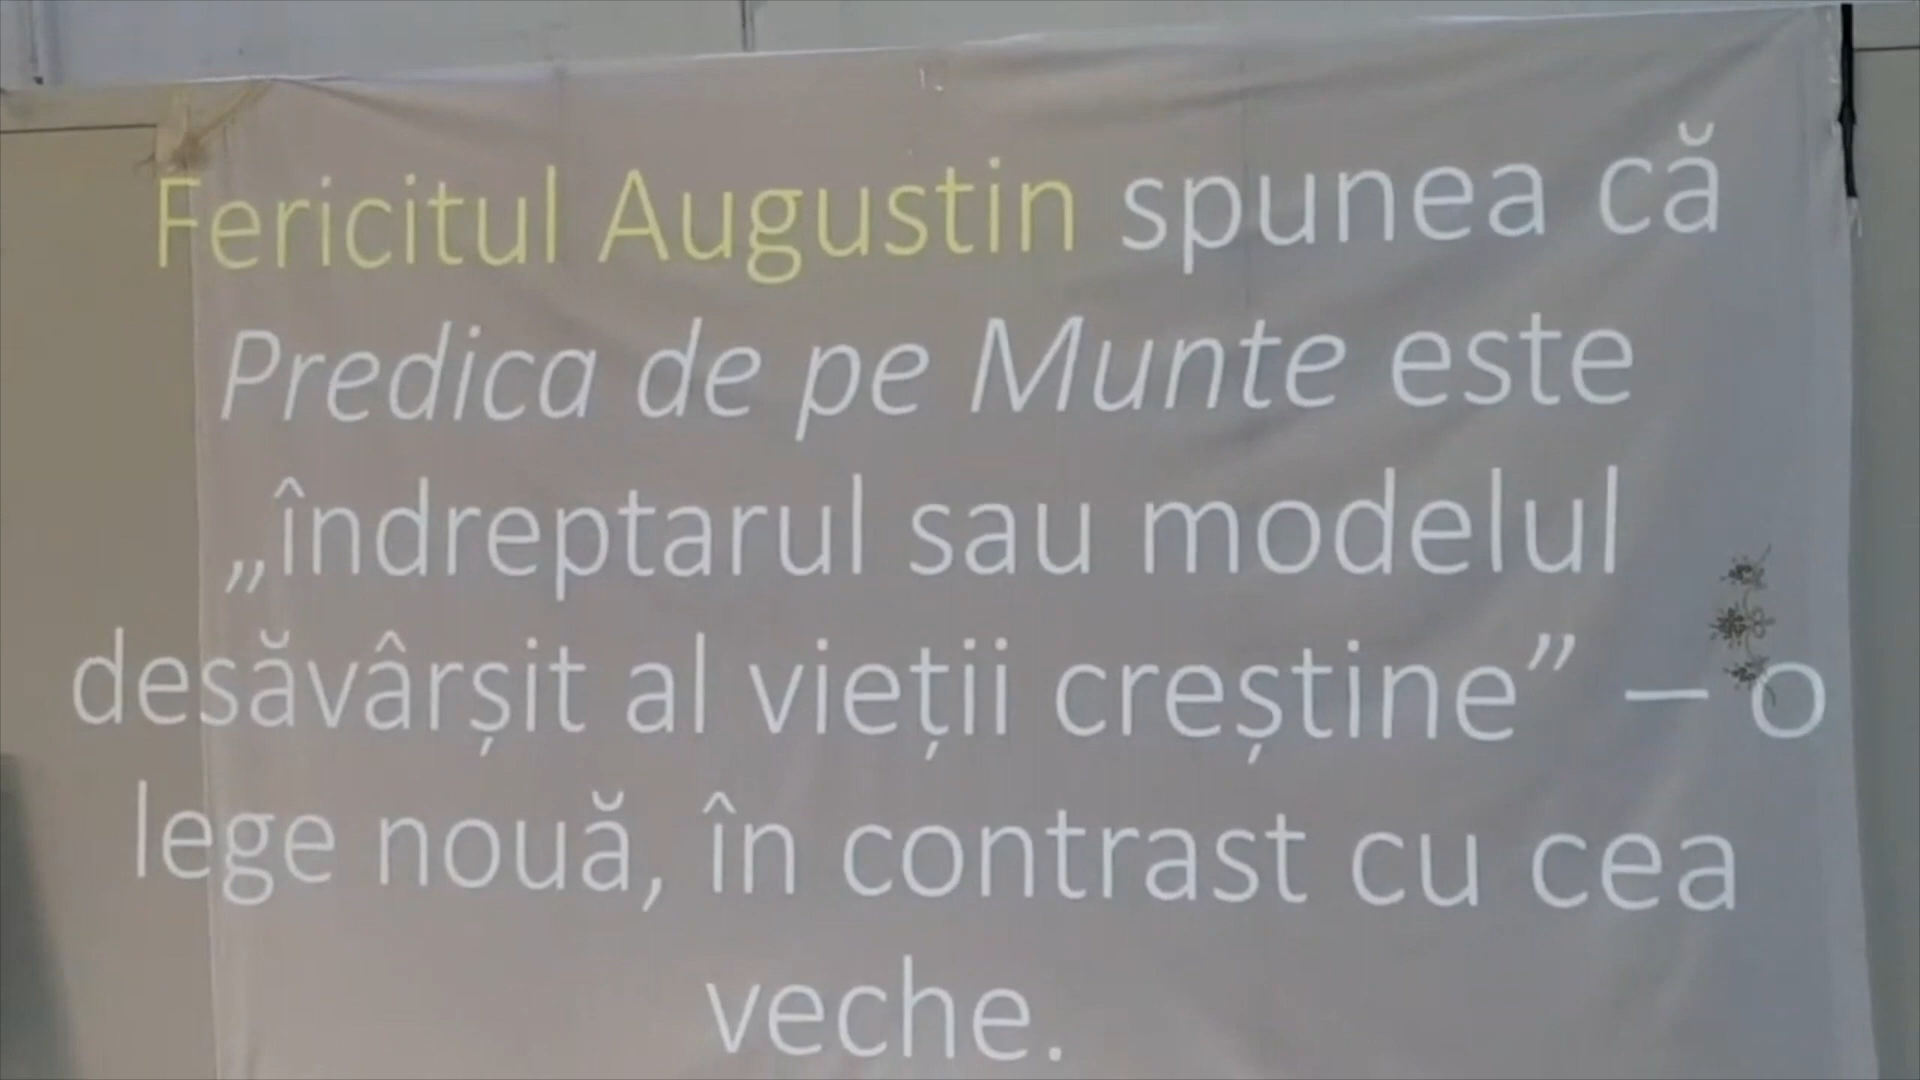 Fericitul Augustin spunea că
Predica de pe Munte este
„îndreptarul sau modelul
desăvârșit al vieții creștine” – o
lege nouă, în contrast cu cea
veche.